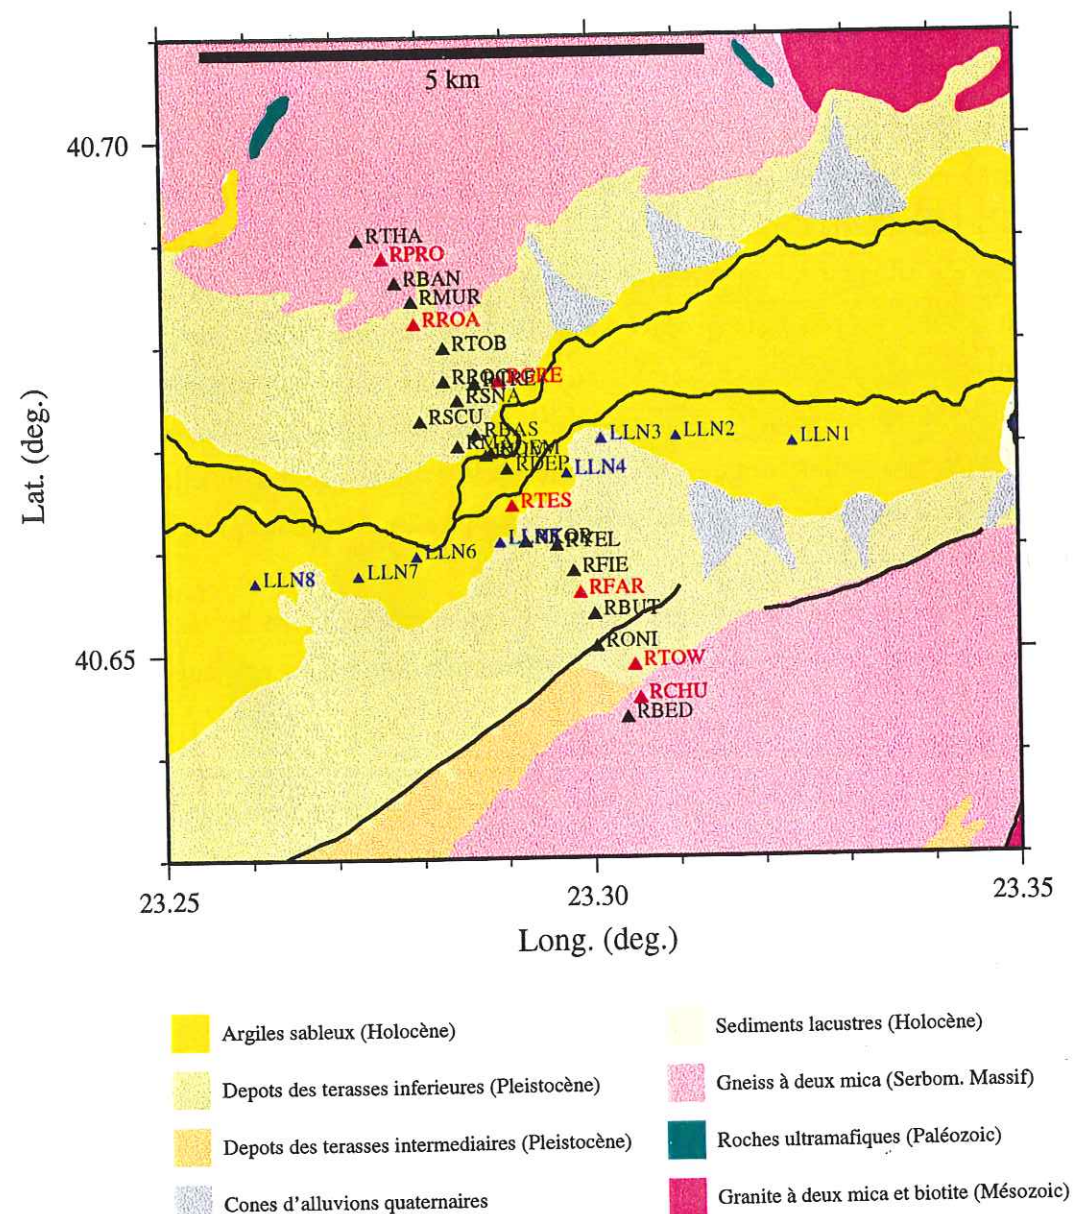 5 km
40.70
RTHA
RPRO
RBAN
RMUR
RROA
RTOB
RGRE
RSNA
RSCU
RBAS
RDEP
LLN3
LLN2
LLN1
LLN4
RTES
LLN6
LLN7
LLN8
RFIE
RFAR
RBUT
RONI
40.65
RTOW
RCHU
RBED
Lat. (deg.)
23.25
23.30
23.35
Long. (deg.)
Argiles sableux (Holocène)
Depots des terasses inferieures (Pleistocène)
Depots des terasses intermediaires (Pleistocène)
Cones d'alluvions quaternaires
Sediments lacustres (Holocène)
Gneiss à deux mica (Serbom. Massif)
Roches ultramafiques (Paléozoic)
Granite à deux mica et biotite (Mésozoic)